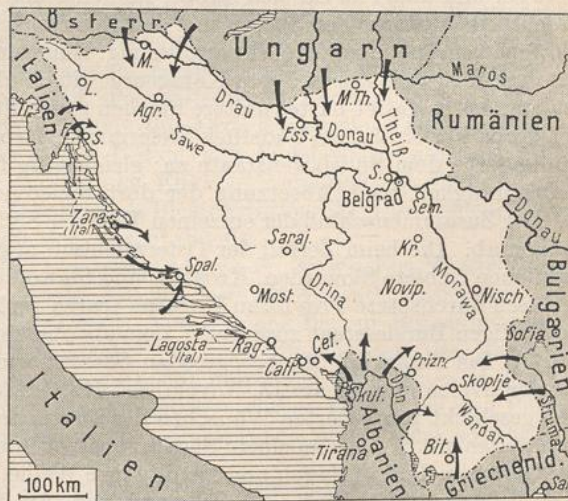 Österr.
Ungarn
Italien
M.
L.
Agr.
Drau
M.Th.
Maros
Rumänien
Ess.
Donau
Theiß
Tr.
F.
S.
Sawe
S.
Belgrad
Sem.
Donau
Zara
(Ital.)
Saraj.
Kr.
Spal.
Drina
Morawa
Bulgarien
Most.
Novip.
Nisch
Lagosta
(Ital.)
Rag.
Cet.
Catt.
Prizr.
Sofia
Skut.
Drin
Skoplje
Struma
Italien
Albanien
Wardar
Tirana
Bit.
Griechenld.
Sal
100 km